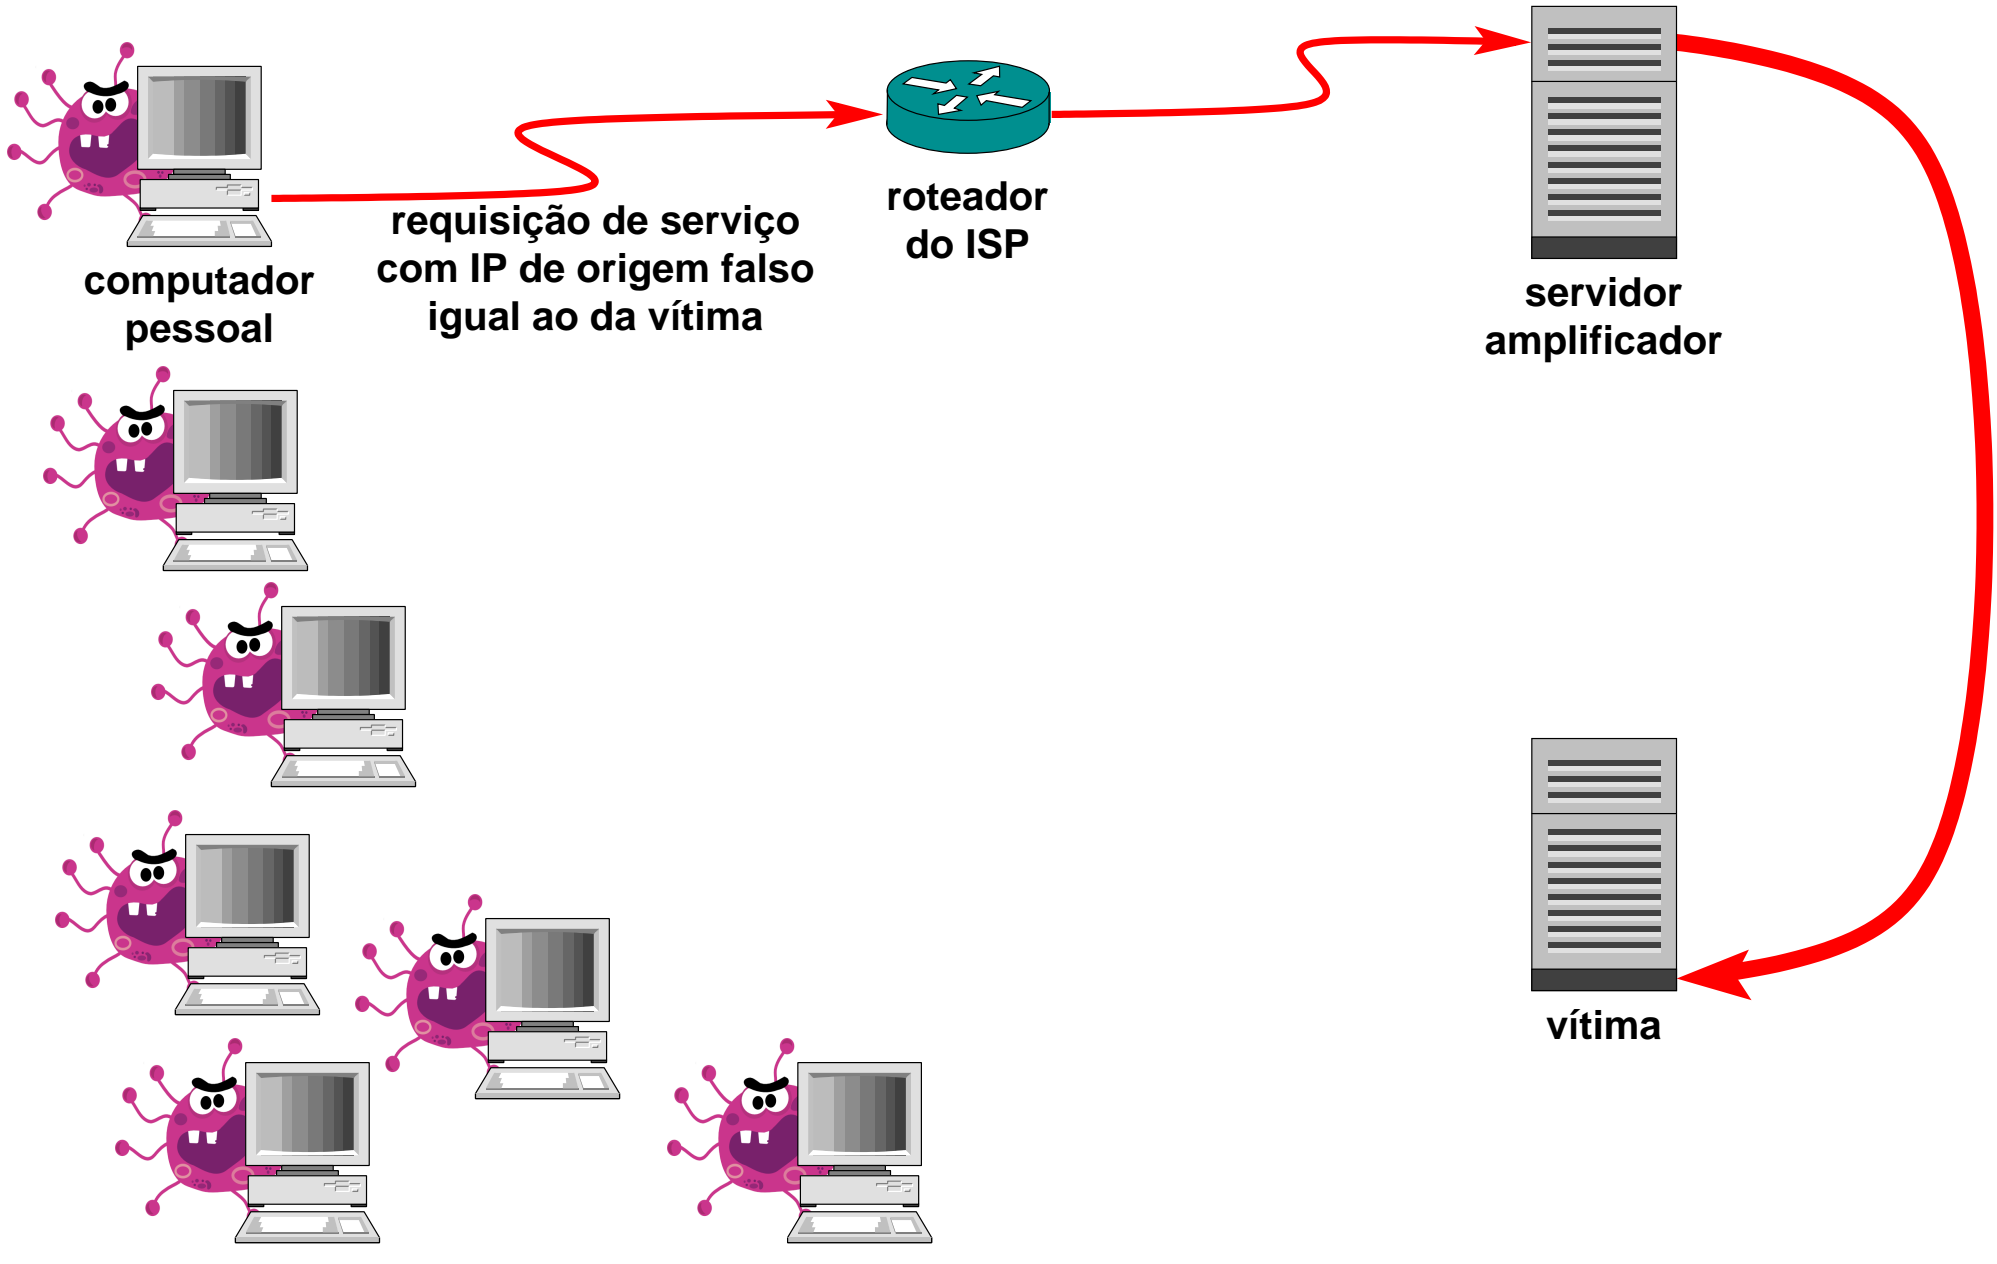 computador
pessoal
requisição de serviço
com IP de origem falso
igual ao da vítima
roteador
do ISP
servidor
amplificador
vítima